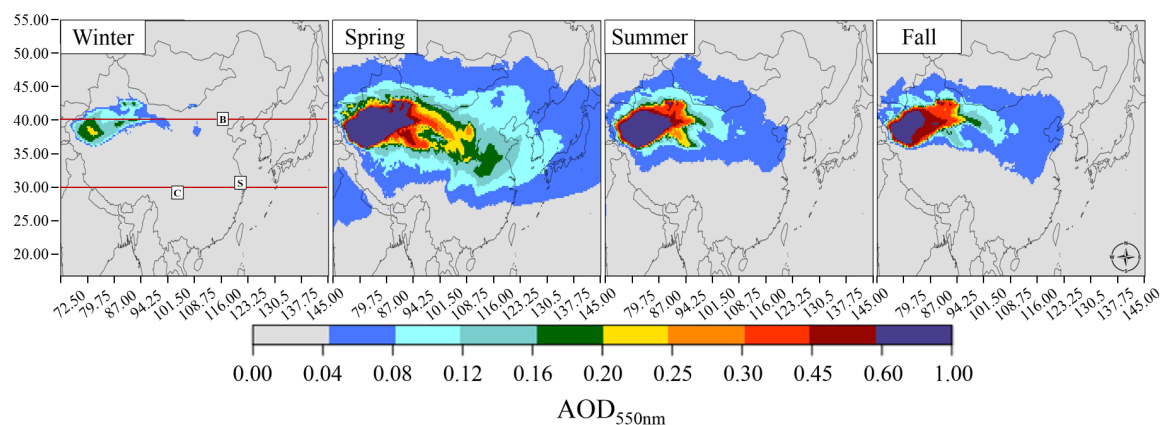 55.00
50.00
45.00
40.00
30.00
25.00
20.00
Winter
Spring
Summer
Fall
B
C
S
N
72.50 79.75 87.00 94.25 101.50 108.75 116.00 123.25 130.5 137.75 145.00
79.75 87.00 94.25 101.50 108.75 116.00 123.25 130.5 137.75 145.00
79.75 87.00 94.25 101.50 108.75 116.00 123.25 130.5 137.75 145.00
79.75 87.00 94.25 101.50 108.75 116.00 123.25 130.5 137.75 145.00
0.00 0.04 0.08 0.12 0.16 0.20 0.25 0.30 0.45 0.60 1.00
AOD550nm